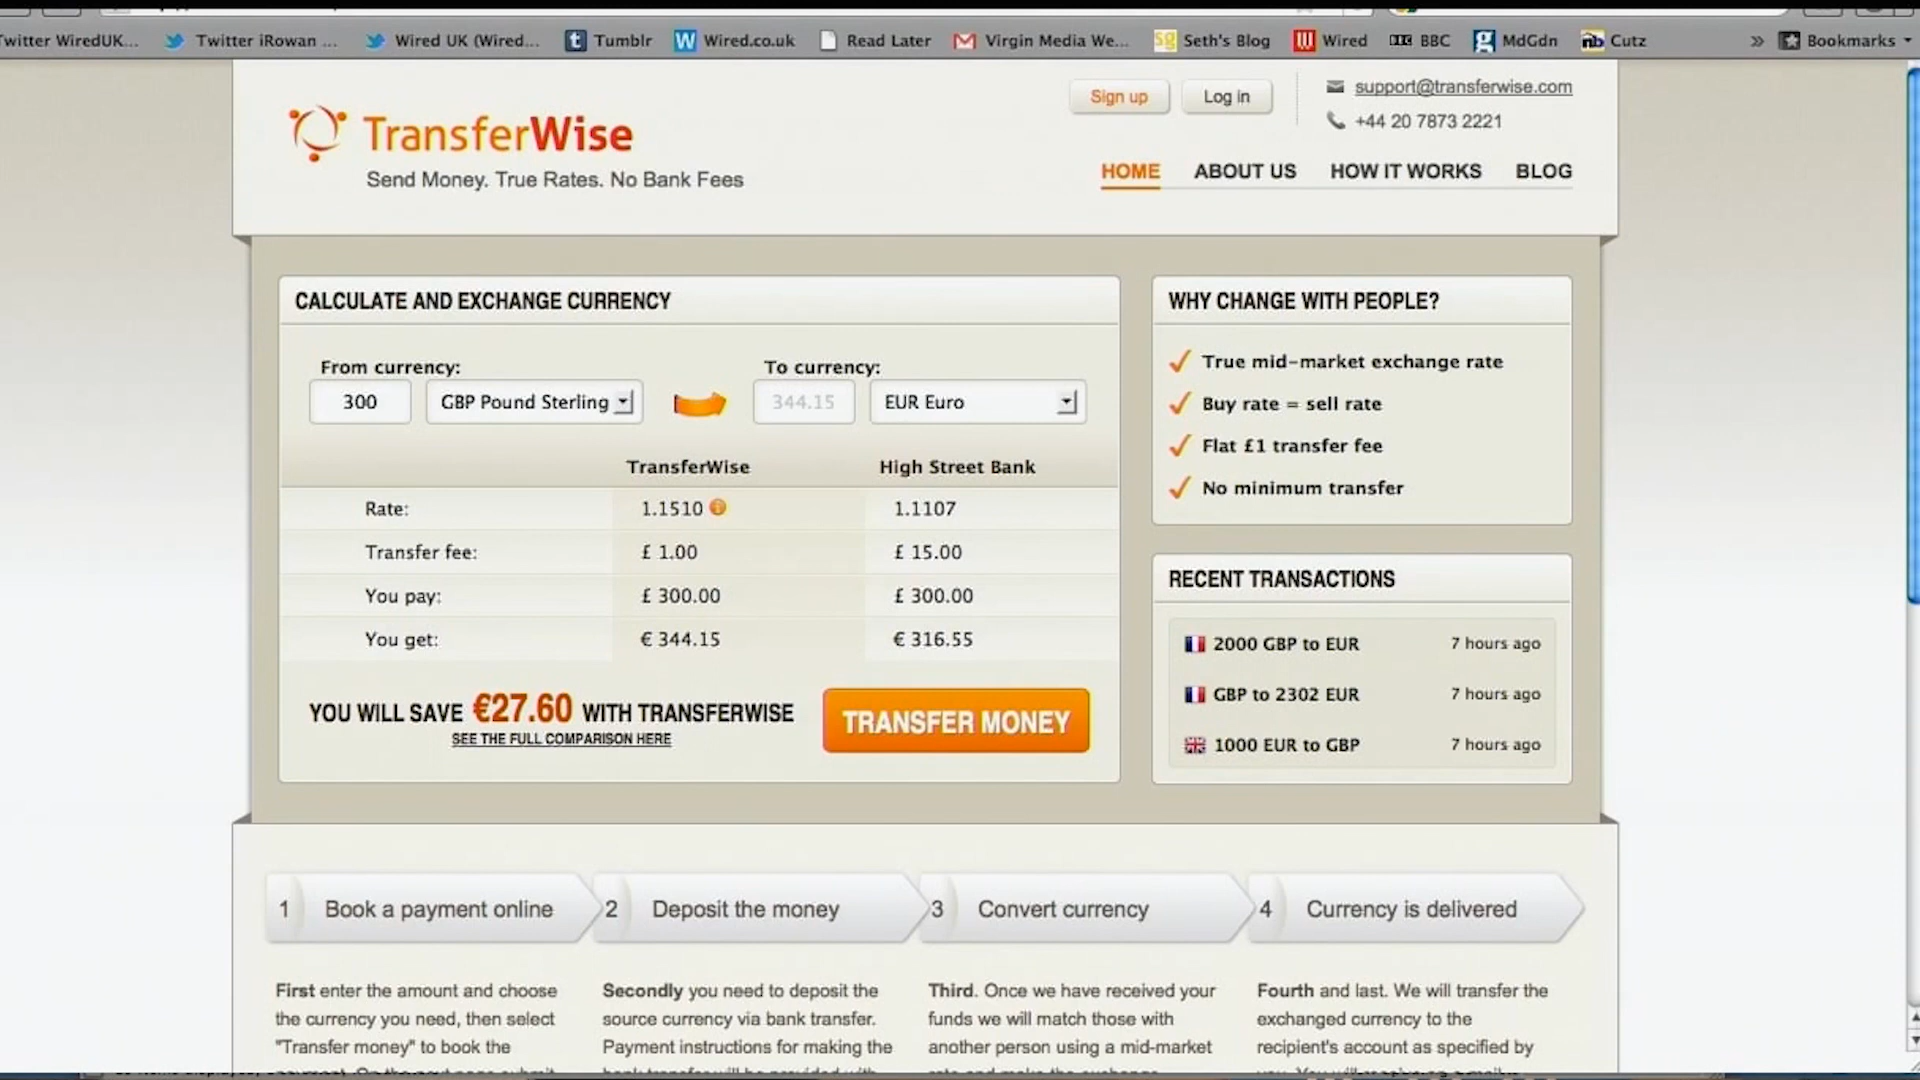 Twitter WiredUK...
Twitter iRowan ...
Wired UK (Wired...
Tumblr
Wired.co.uk
Read Later
Virgin Media We...
Seth's Blog
Wired
BBC
MdGdn
Cutz
Bookmarks
Sign up
Log in
support@transferwise.com
+44 20 7873 2221
TransferWise
Send Money. True Rates. No Bank Fees
HOME ABOUT US HOW IT WORKS BLOG
CALCULATE AND EXCHANGE CURRENCY
From currency: To currency:
300 GBP Pound Sterling 344.15 EUR Euro
TransferWise High Street Bank
Rate: 1.1510 1.1107
Transfer fee: £ 1.00 £ 15.00
You pay: £ 300.00 £ 300.00
You get: € 344.15 € 316.55
YOU WILL SAVE €27.60 WITH TRANSFERWISE
SEE THE FULL COMPARISON HERE
TRANSFER MONEY
WHY CHANGE WITH PEOPLE?
True mid-market exchange rate
Buy rate = sell rate
Flat £1 transfer fee
No minimum transfer
RECENT TRANSACTIONS
2000 GBP to EUR 7 hours ago
GBP to 2302 EUR 7 hours ago
1000 EUR to GBP 7 hours ago
1 Book a payment online
First enter the amount and choose
the currency you need, then select
"Transfer money" to book the
2 Deposit the money
Secondly you need to deposit the
source currency via bank transfer.
Payment instructions for making the
3 Convert currency
Third. Once we have received your
funds we will match those with
another person using a mid-market
4 Currency is delivered
Fourth and last. We will transfer the
exchanged currency to the
recipient's account as specified by